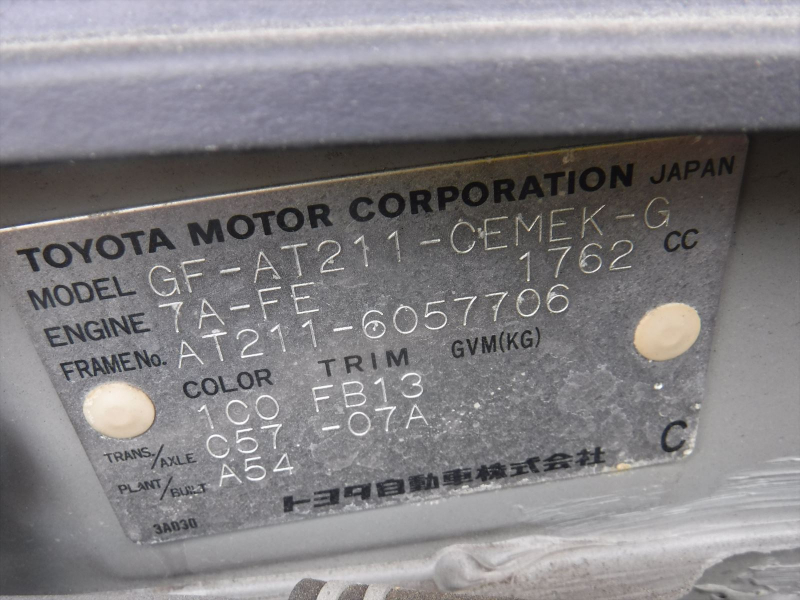 TOYOTA MOTOR CORPORATION JAPAN
MODEL GF-AT211-CEMEK-G
ENGINE 7A-FE 1762 CC
FRAME No. AT211-6057706
COLOR TRIM GVM(KG)
1C0 FB13
TRANS./AXLE C57 -07A
PLANT/BUILT A54
トヨタ自動車株式会社 C
3A030